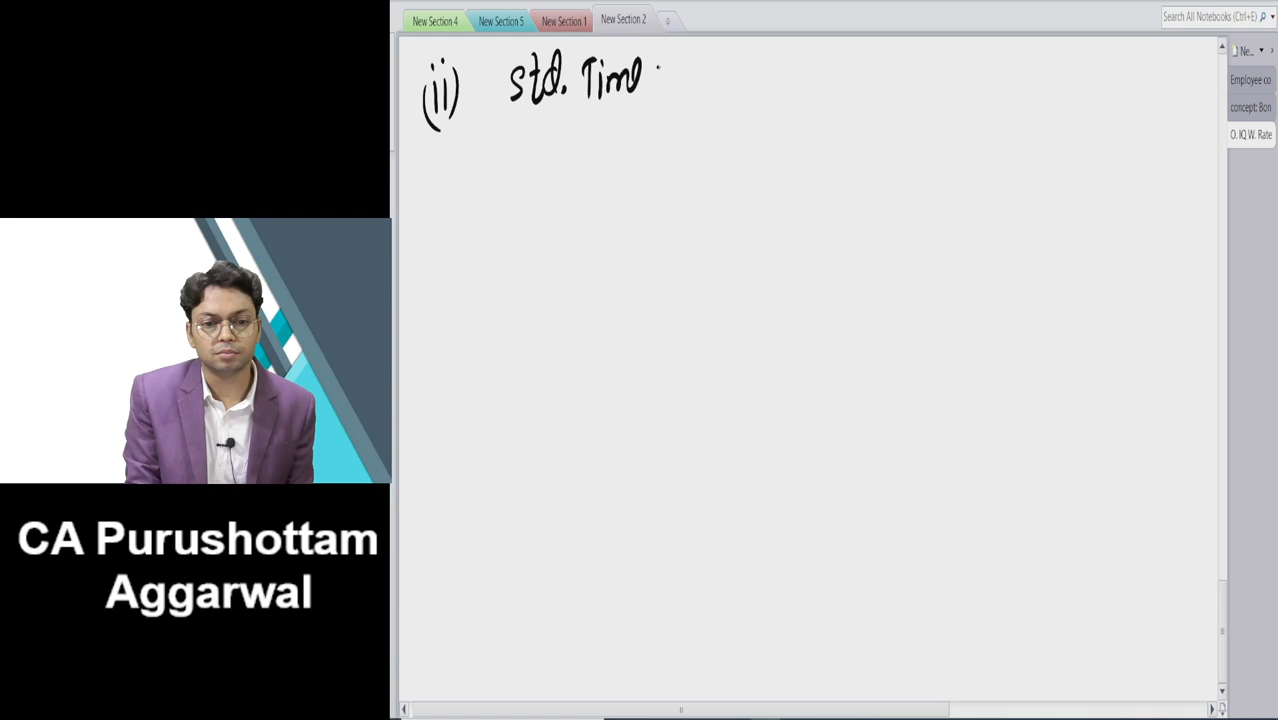 New Section 4
New Section 5
New Section 1
New Section 2
Search All Notebooks (Ctrl+E)
Ne...
Employee co
concept: Bon
O. IQ W. Rate
(ii) Std. Time
CA Purushottam
Aggarwal